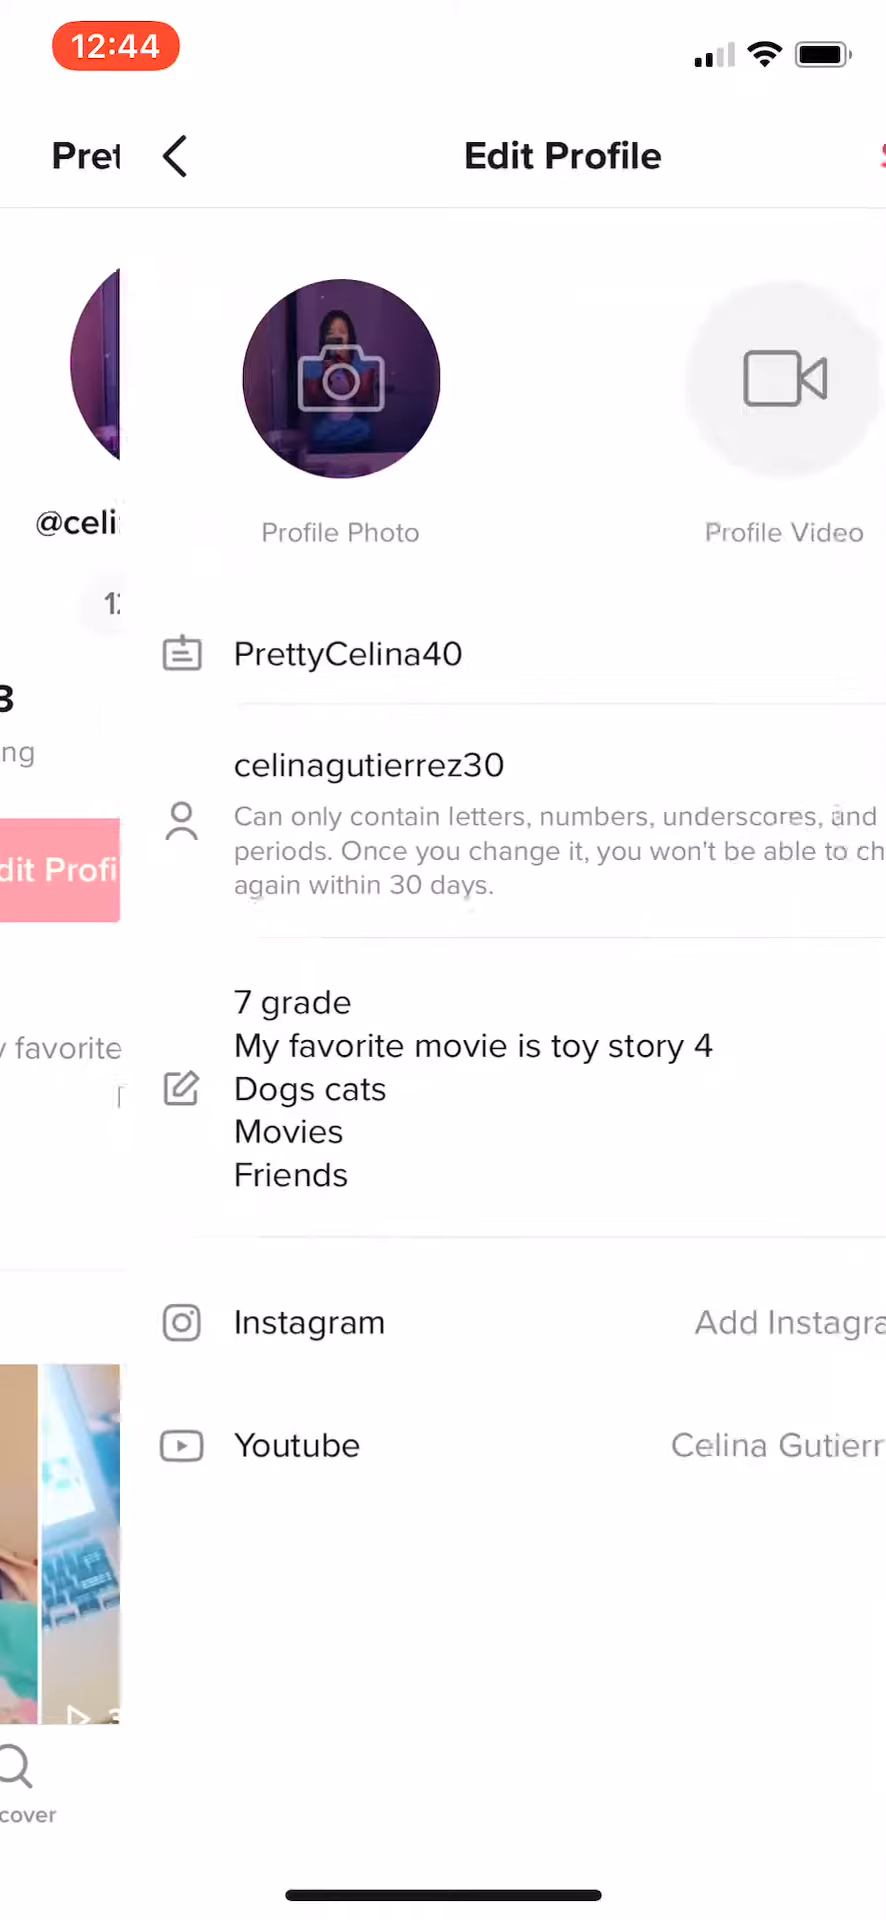 12:44
Pret
Edit Profile
Profile Photo
Profile Video
@celi
PrettyCelina40
3
ng
celinagutierrez30
Can only contain letters, numbers, underscores, and
periods. Once you change it, you won't be able to ch
again within 30 days.
dit Profi
7 grade
My favorite movie is toy story 4
Dogs cats
Movies
Friends
y favorite
Instagram
Add Instagra
Youtube
Celina Gutierr
cover